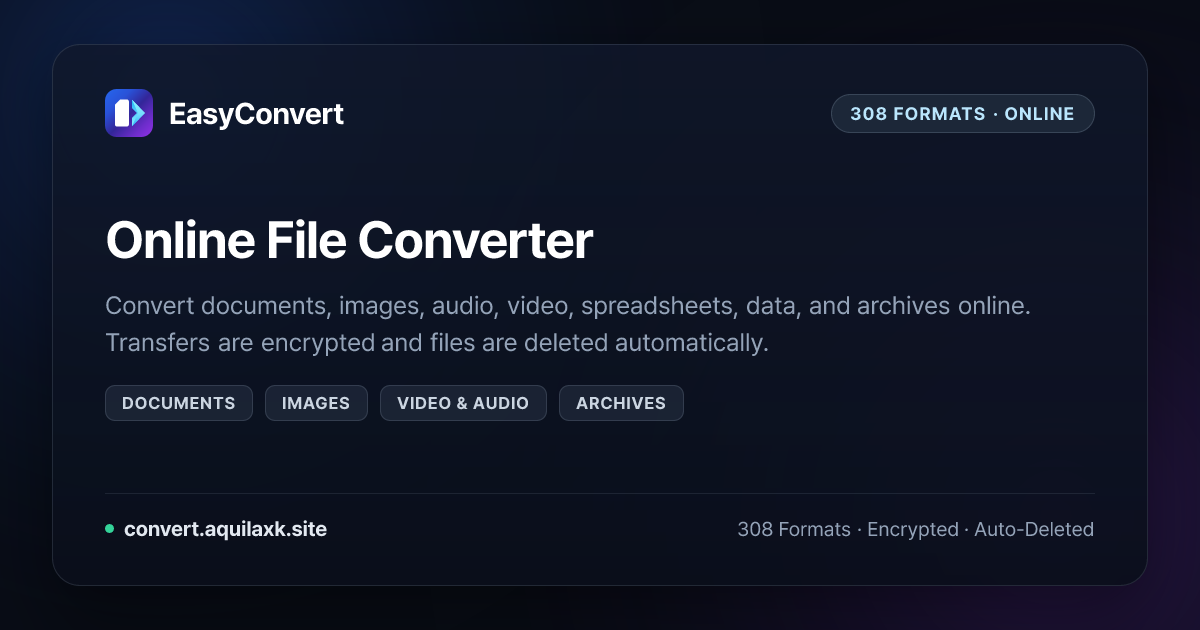 EasyConvert
308 FORMATS · ONLINE
Online File Converter
Convert documents, images, audio, video, spreadsheets, data, and archives online.
Transfers are encrypted and files are deleted automatically.
DOCUMENTS
IMAGES
VIDEO & AUDIO
ARCHIVES
convert.aquilaxk.site
308 Formats · Encrypted · Auto-Deleted